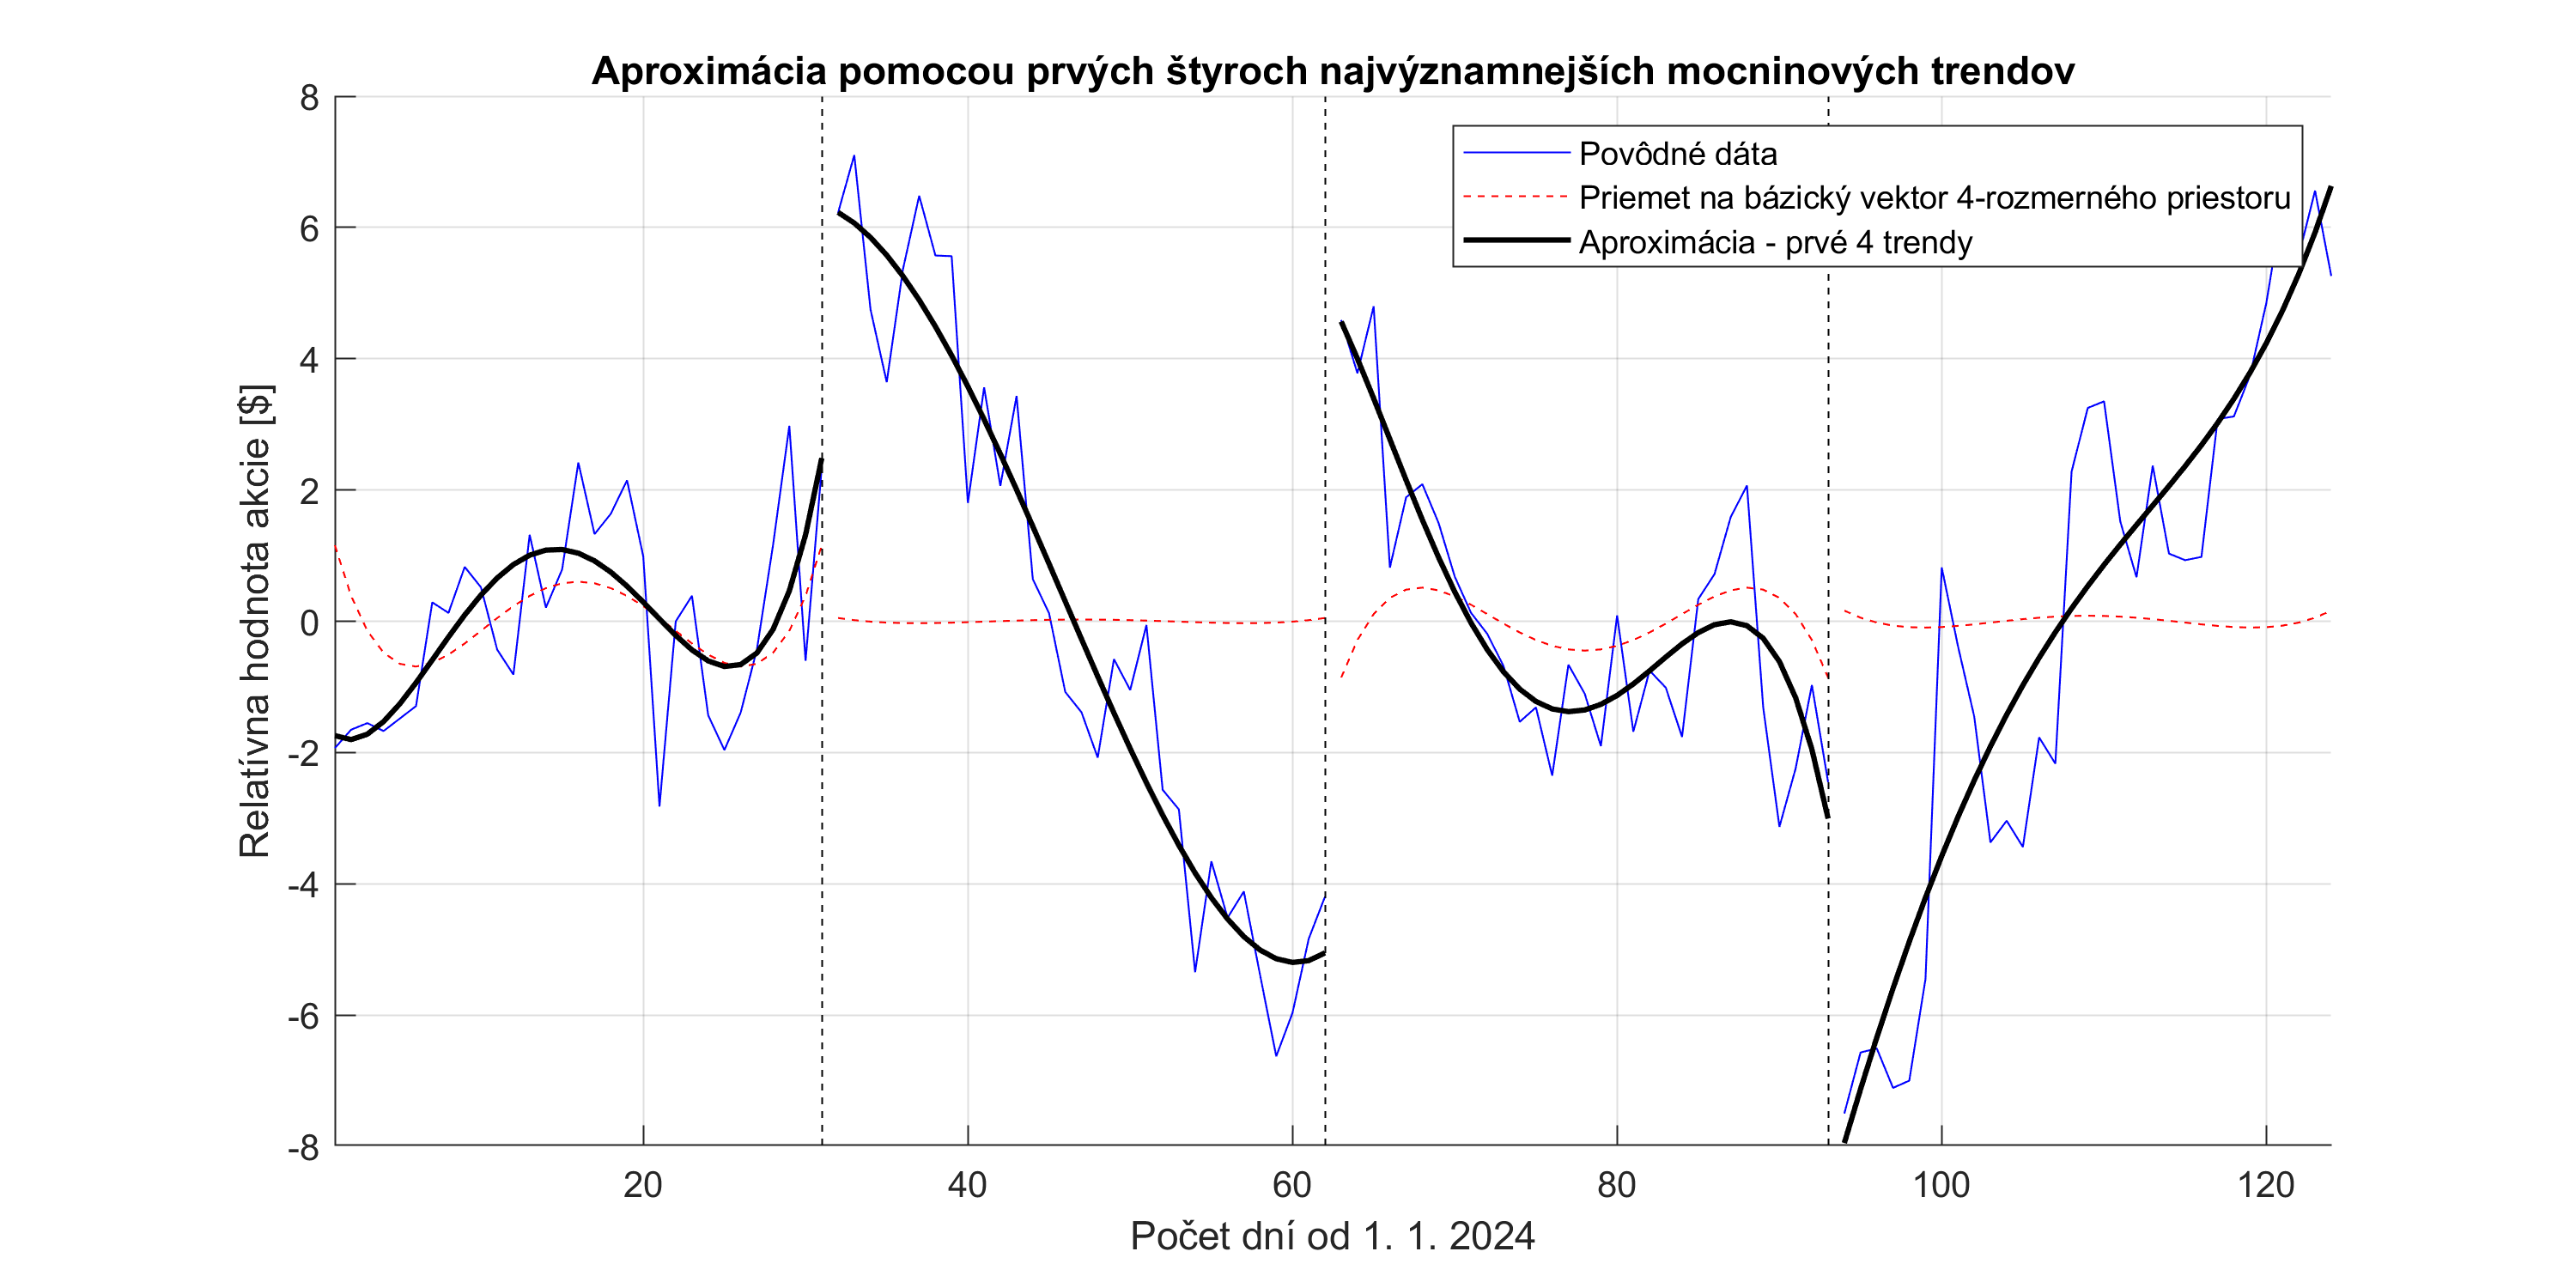 Aproximácia pomocou prvých štyroch najvýznamnejších mocninových trendov
Povôdné dáta
Priemet na bázický vektor 4-rozmerného priestoru
Aproximácia - prvé 4 trendy
Relatívna hodnota akcie [$]
8
6
4
2
0
-2
-4
-6
-8
20 40 60 80 100 120
Počet dní od 1. 1. 2024